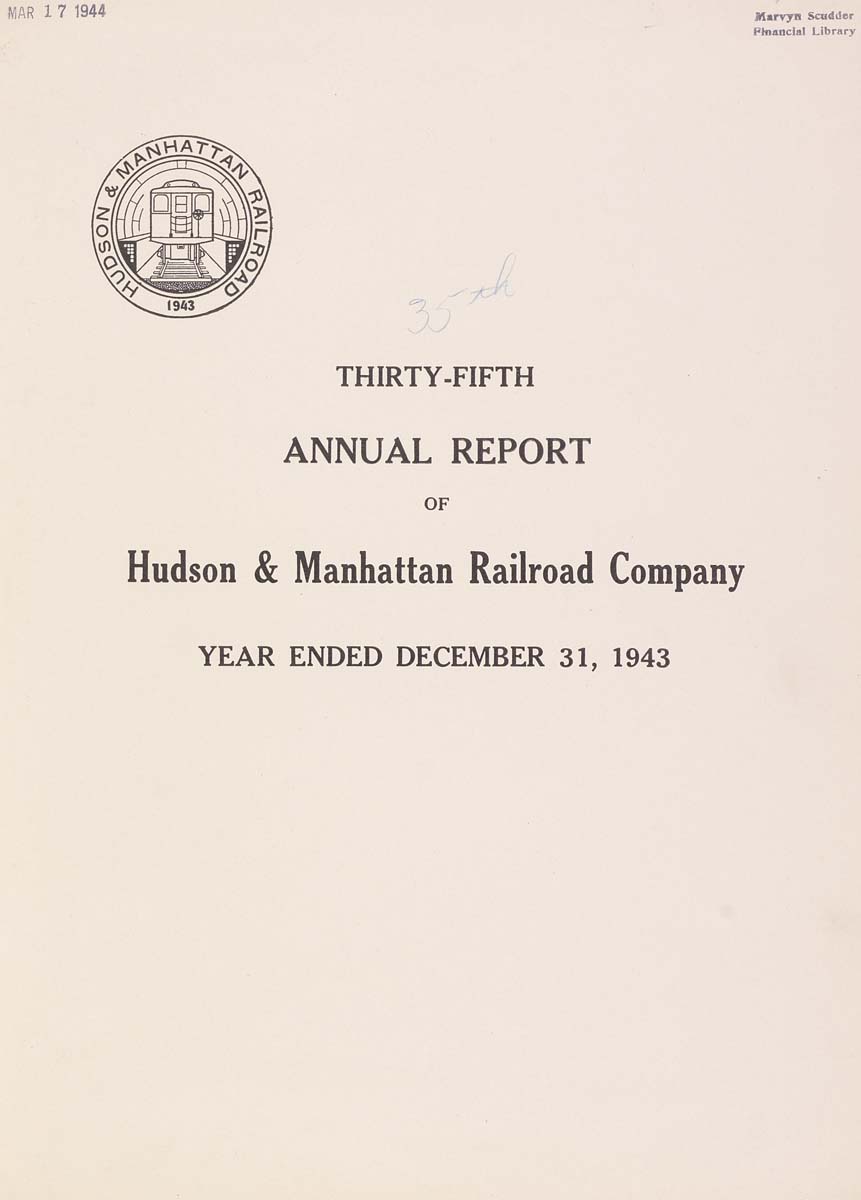 MAR 17 1944
Marvyn Scudder
Financial Library
HUDSON & MANHATTAN RAILROAD
1943
35th
THIRTY-FIFTH
ANNUAL REPORT
OF
Hudson & Manhattan Railroad Company
YEAR ENDED DECEMBER 31, 1943